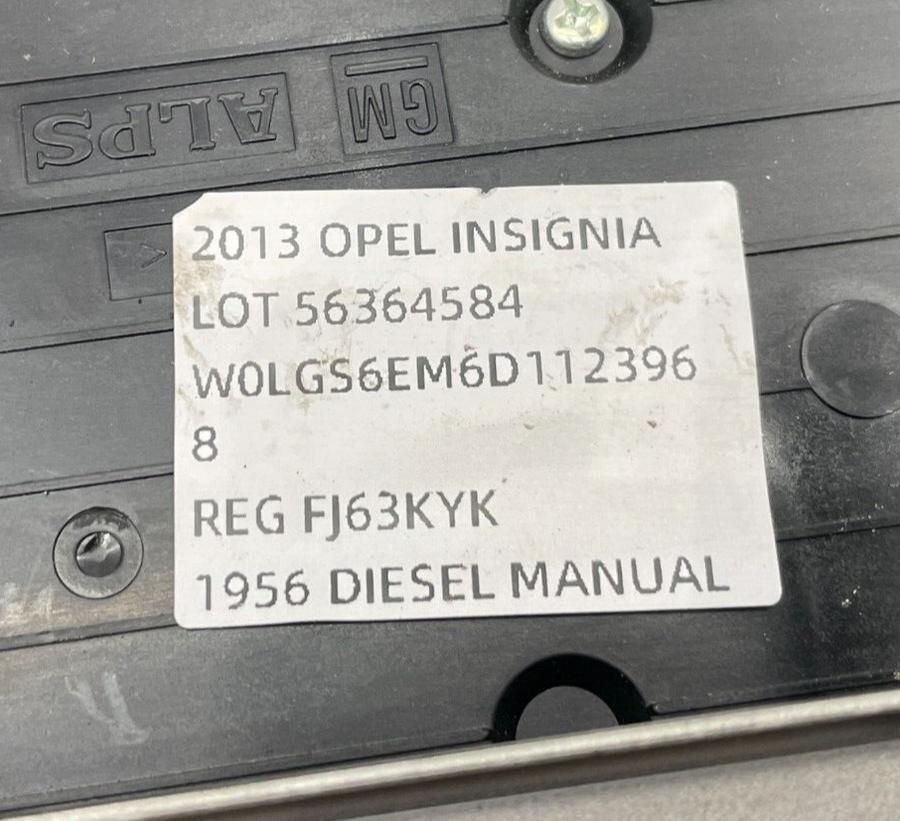 ALPS
GM
2013 OPEL INSIGNIA
LOT 56364584
W0LGS6EM6D112396
8
REG FJ63KYK
1956 DIESEL MANUAL